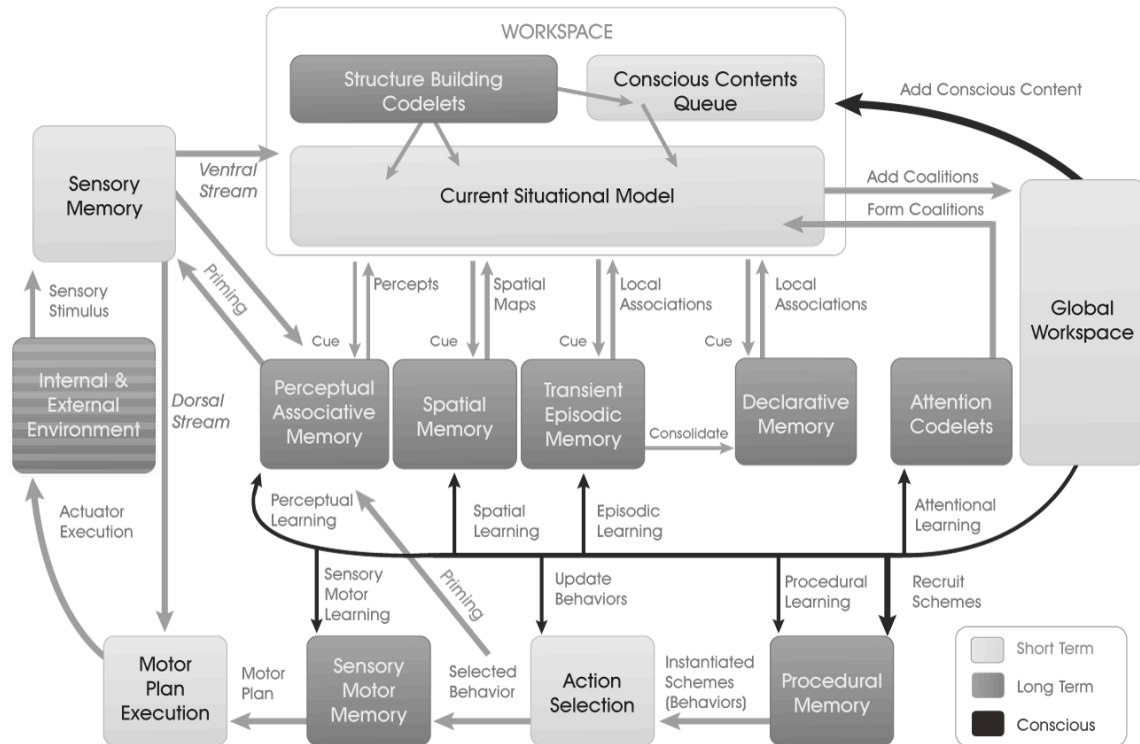 WORKSPACE
Structure Building
Codelets
Conscious Contents
Queue
Add Conscious Content
Sensory
Memory
Ventral
Stream
Current Situational Model
Add Coalitions
Form Coalitions
Global
Workspace
Priming
Sensory
Stimulus
Percepts
Spatial
Maps
Local
Associations
Local
Associations
Cue
Cue
Cue
Cue
Internal &
External
Environment
Dorsal
Stream
Perceptual
Associative
Memory
Spatial
Memory
Transient
Episodic
Memory
Consolidate
Declarative
Memory
Attention
Codelets
Actuator
Execution
Perceptual
Learning
Spatial
Learning
Episodic
Learning
Attentional
Learning
Sensory
Motor
Learning
Priming
Update
Behaviors
Procedural
Learning
Recruit
Schemes
Motor
Plan
Execution
Motor
Plan
Sensory
Motor
Memory
Selected
Behavior
Action
Selection
Instantiated
Schemes
(Behaviors)
Procedural
Memory
Short Term
Long Term
Conscious